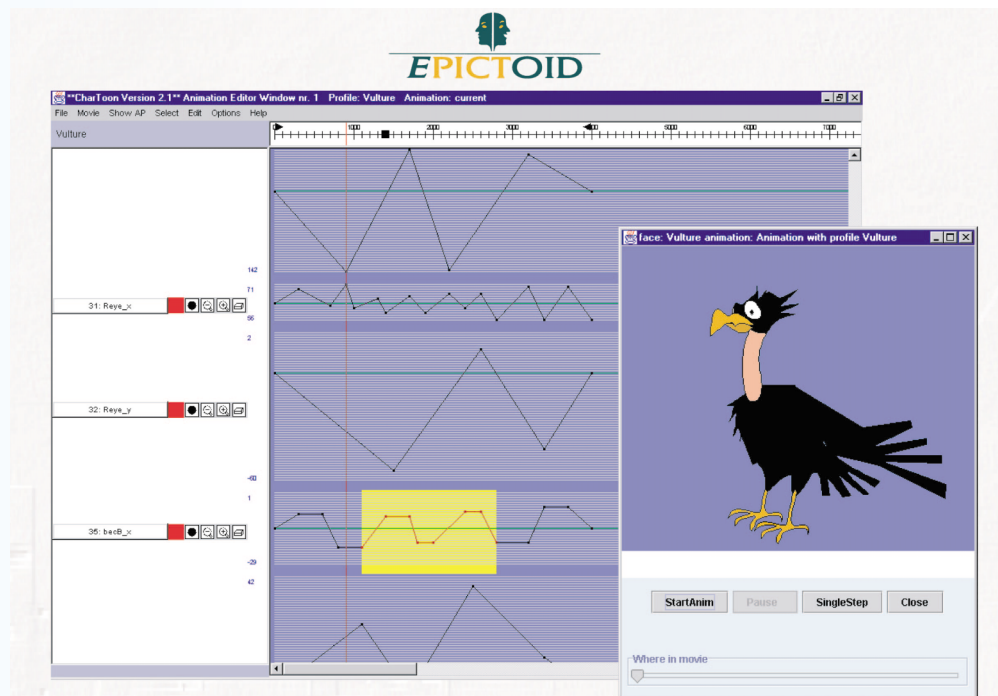 EPICTOID
**CharToon Version 2.1** Animation Editor Window nr. 1 Profile: Vulture Animation: current
File Movie Show AP Select Edit Options Help
Vulture
0 1000 2000 3000 4000 5000 6000 7000
face: Vulture animation: Animation with profile Vulture
142
71
31: Reye_x
66
2
32: Reye_y
-60
1
35: becB_x
-29
42
StartAnim Pause SingleStep Close
Where in movie